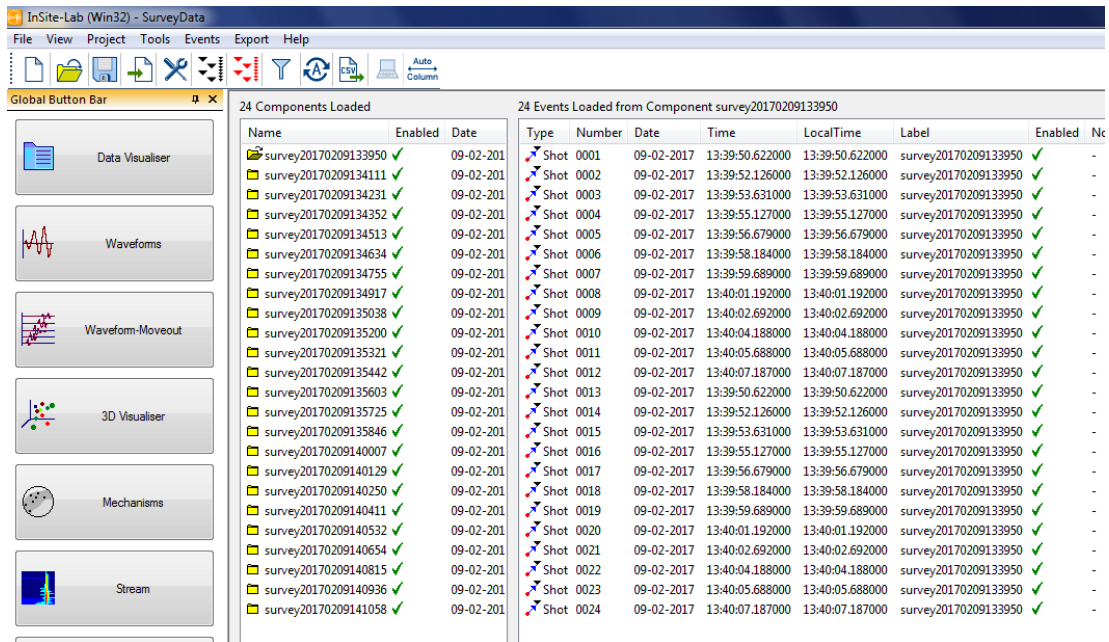 InSite-Lab (Win32) - SurveyData
File View Project Tools Events Export Help
A CSV Auto Column
Global Button Bar
Data Visualiser
Waveforms
Waveform-Moveout
3D Visualiser
Mechanisms
Stream
24 Components Loaded
Name Enabled Date
survey20170209133950 09-02-201
survey20170209134111 09-02-201
survey20170209134231 09-02-201
survey20170209134352 09-02-201
survey20170209134513 09-02-201
survey20170209134634 09-02-201
survey20170209134755 09-02-201
survey20170209134917 09-02-201
survey20170209135038 09-02-201
survey20170209135200 09-02-201
survey20170209135321 09-02-201
survey20170209135442 09-02-201
survey20170209135603 09-02-201
survey20170209135725 09-02-201
survey20170209135846 09-02-201
survey20170209140007 09-02-201
survey20170209140129 09-02-201
survey20170209140250 09-02-201
survey20170209140411 09-02-201
survey20170209140532 09-02-201
survey20170209140654 09-02-201
survey20170209140815 09-02-201
survey20170209140936 09-02-201
survey20170209141058 09-02-201
24 Events Loaded from Component survey20170209133950
Type Number Date Time LocalTime Label Enabled No
Shot 0001 09-02-2017 13:39:50.622000 13:39:50.622000 survey20170209133950 -
Shot 0002 09-02-2017 13:39:52.126000 13:39:52.126000 survey20170209133950 -
Shot 0003 09-02-2017 13:39:53.631000 13:39:53.631000 survey20170209133950 -
Shot 0004 09-02-2017 13:39:55.127000 13:39:55.127000 survey20170209133950 -
Shot 0005 09-02-2017 13:39:56.679000 13:39:56.679000 survey20170209133950 -
Shot 0006 09-02-2017 13:39:58.184000 13:39:58.184000 survey20170209133950 -
Shot 0007 09-02-2017 13:39:59.689000 13:39:59.689000 survey20170209133950 -
Shot 0008 09-02-2017 13:40:01.192000 13:40:01.192000 survey20170209133950 -
Shot 0009 09-02-2017 13:40:02.692000 13:40:02.692000 survey20170209133950 -
Shot 0010 09-02-2017 13:40:04.188000 13:40:04.188000 survey20170209133950 -
Shot 0011 09-02-2017 13:40:05.688000 13:40:05.688000 survey20170209133950 -
Shot 0012 09-02-2017 13:40:07.187000 13:40:07.187000 survey20170209133950 -
Shot 0013 09-02-2017 13:39:50.622000 13:39:50.622000 survey20170209133950 -
Shot 0014 09-02-2017 13:39:52.126000 13:39:52.126000 survey20170209133950 -
Shot 0015 09-02-2017 13:39:53.631000 13:39:53.631000 survey20170209133950 -
Shot 0016 09-02-2017 13:39:55.127000 13:39:55.127000 survey20170209133950 -
Shot 0017 09-02-2017 13:39:56.679000 13:39:56.679000 survey20170209133950 -
Shot 0018 09-02-2017 13:39:58.184000 13:39:58.184000 survey20170209133950 -
Shot 0019 09-02-2017 13:39:59.689000 13:39:59.689000 survey20170209133950 -
Shot 0020 09-02-2017 13:40:01.192000 13:40:01.192000 survey20170209133950 -
Shot 0021 09-02-2017 13:40:02.692000 13:40:02.692000 survey20170209133950 -
Shot 0022 09-02-2017 13:40:04.188000 13:40:04.188000 survey20170209133950 -
Shot 0023 09-02-2017 13:40:05.688000 13:40:05.688000 survey20170209133950 -
Shot 0024 09-02-2017 13:40:07.187000 13:40:07.187000 survey20170209133950 -